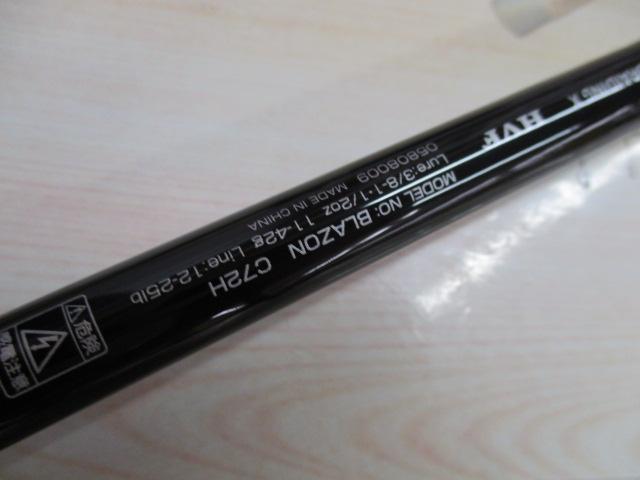 BRAIDING X HVF
MODEL NO: BLAZON C72H
Lure:3/8-1・1/2oz 11-42g Line:12-25lb
05808009 MADE IN CHINA
危険
感電注意